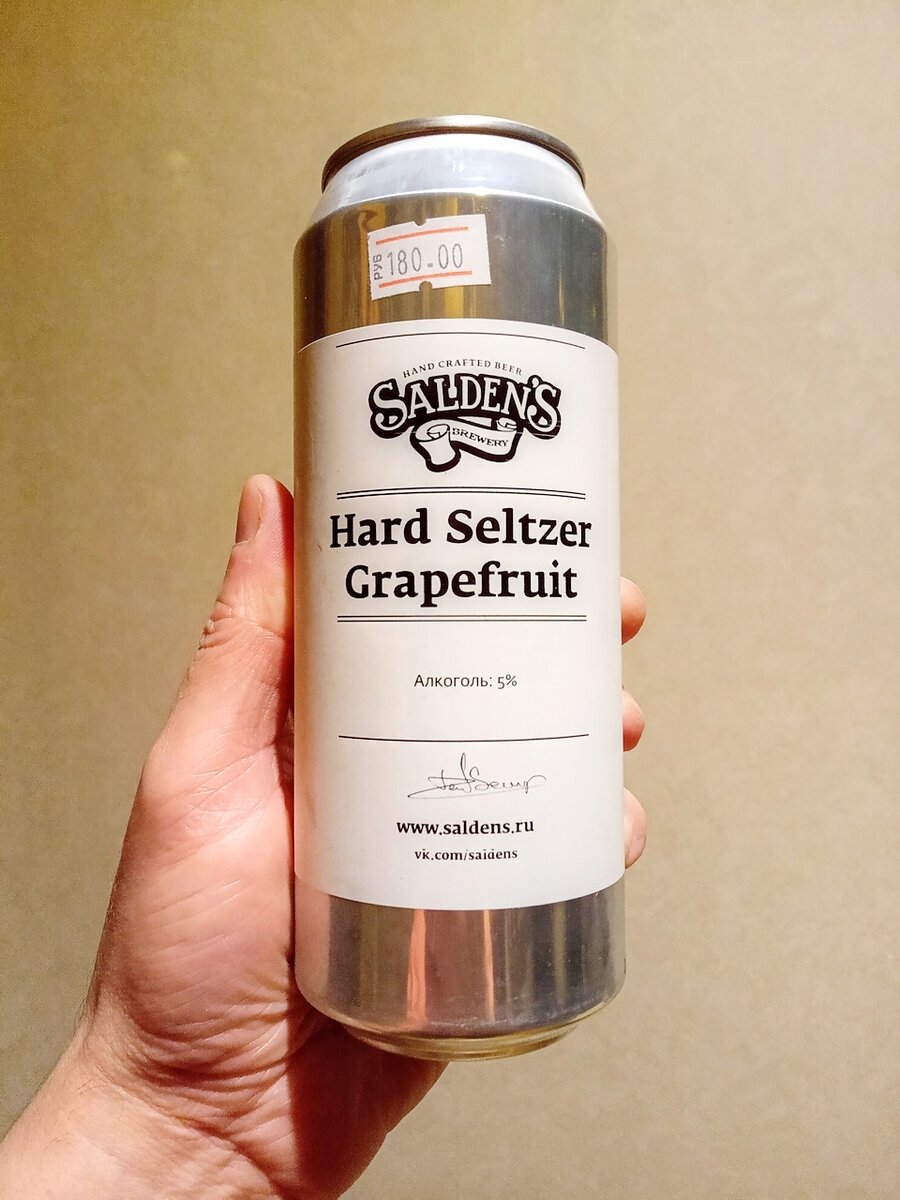 РУБ 180.00
HAND CRAFTED BEER
SALDEN'S
BREWERY
Hard Seltzer
Grapefruit
Алкоголь: 5%
www.saldens.ru
vk.com/saldens